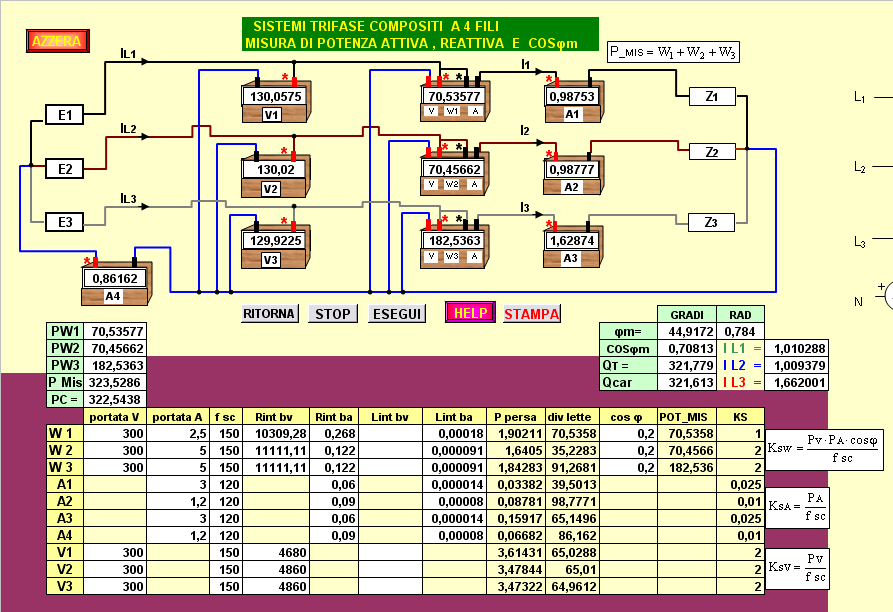 SISTEMI TRIFASE COMPOSITI A 4 FILI
MISURA DI POTENZA ATTIVA , REATTIVA E COSφm
AZZERA
P_MIS = W1 + W2 + W3
IL1
I1
130,0575
V1
70,53577
V W1 A
0,98753
A1
E1
Z1
L1
IL2
I2
130,02
V2
70,45662
V W2 A
0,98777
A2
E2
Z2
L2
IL3
I3
129,9225
V3
182,5363
V W3 A
1,62874
A3
E3
Z3
L3
0,86162
A4
N
RITORNA STOP ESEGUI HELP STAMPA
GRADI RAD
φm= 44,9172 0,784
COSφm 0,70813 I L1 = 1,010288
QT = 321,779 I L2 = 1,009379
Qcar 321,613 I L3 = 1,662001
PW1 70,53577
PW2 70,45662
PW3 182,5363
P Mis 323,5286
PC = 322,5438
portata V portata A f sc Rint bv Rint ba Lint bv Lint ba P persa div lette cos φ POT_MIS KS
W 1 300 2,5 150 10309,28 0,268 0,00018 1,90211 70,5358 0,2 70,5358 1
W 2 300 5 150 11111,11 0,122 0,000091 1,6405 35,2283 0,2 70,4566 2
W 3 300 5 150 11111,11 0,122 0,000091 1,84283 91,2681 0,2 182,536 2
A1 3 120 0,06 0,000014 0,03382 39,5013 0,025
A2 1,2 120 0,09 0,00008 0,08781 98,7771 0,01
A3 3 120 0,06 0,000014 0,15917 65,1496 0,025
A4 1,2 120 0,09 0,00008 0,06682 86,162 0,01
V1 300 150 4680 3,61431 65,0288 2
V2 300 150 4860 3,47844 65,01 2
V3 300 150 4860 3,47322 64,9612 2
KsW = PV·PA·cosφ / f sc
KsA = PA / f sc
KsV = PV / f sc